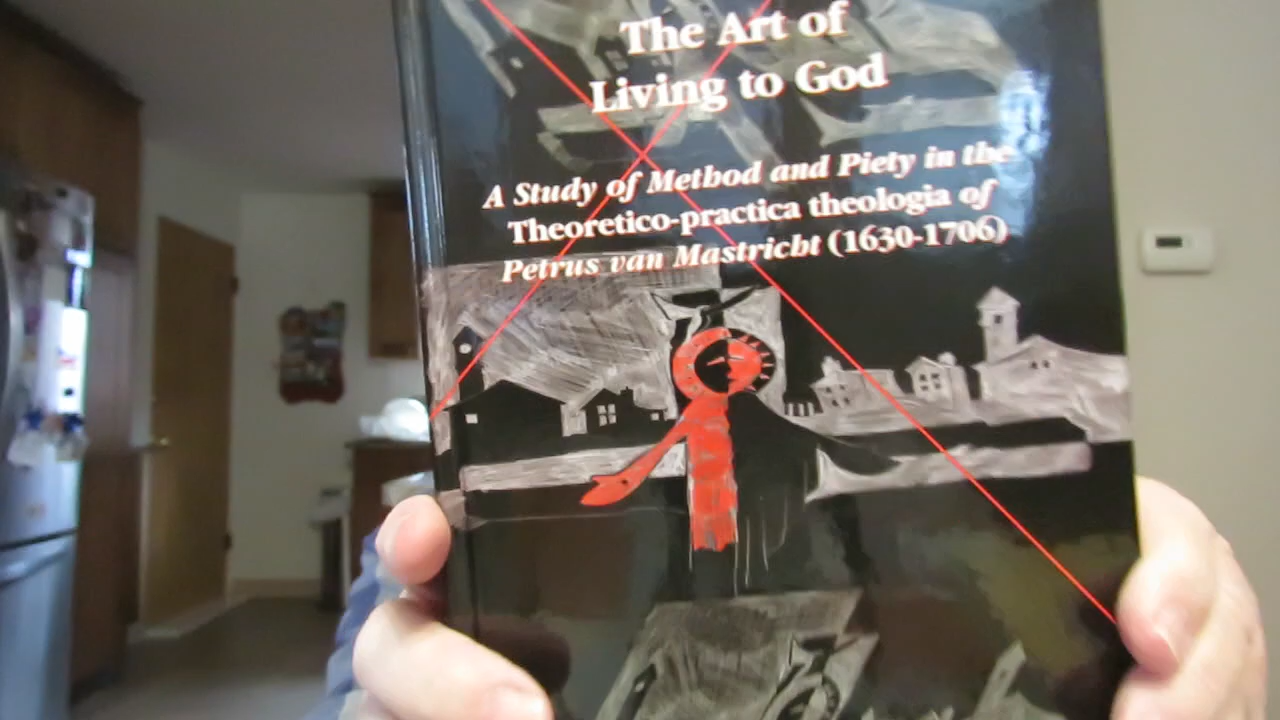 The Art of
Living to God
A Study of Method and Piety in the
Theoretico-practica theologia of
Petrus van Mastricht (1630-1706)